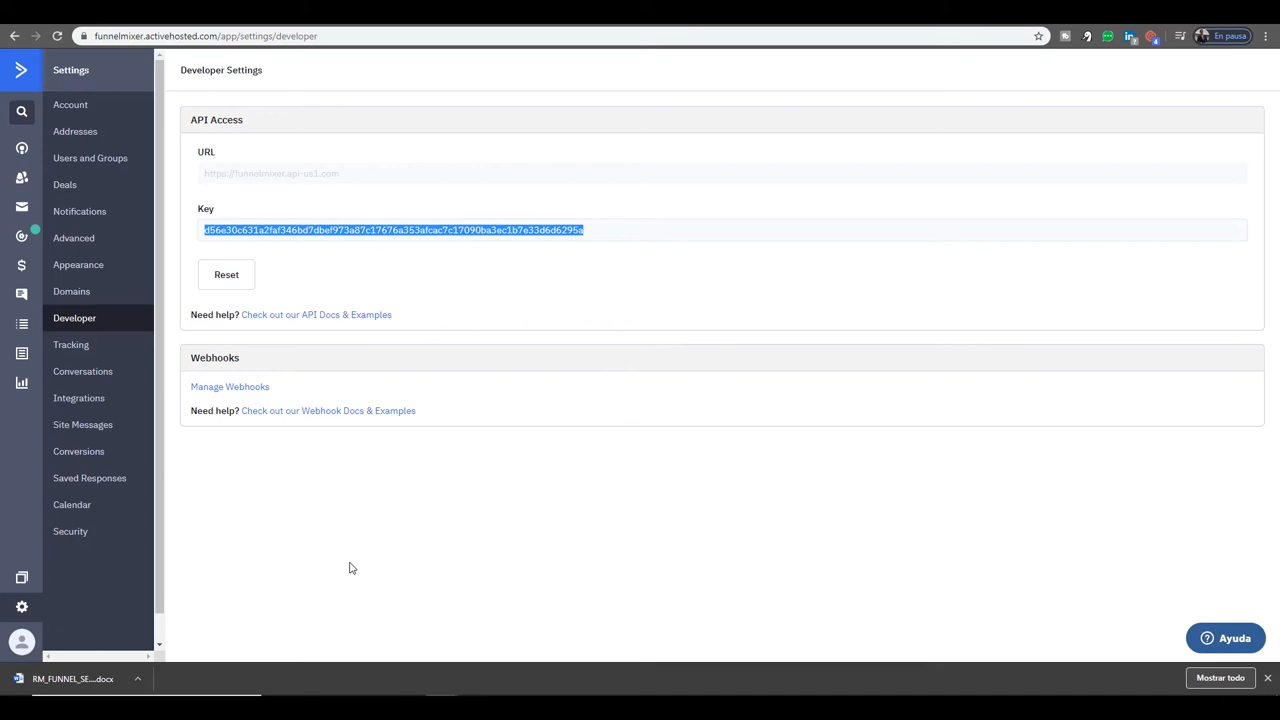 funnelmixer.activehosted.com/app/settings/developer
En pausa
Settings
Account
Addresses
Users and Groups
Deals
Notifications
Advanced
Appearance
Domains
Developer
Tracking
Conversations
Integrations
Site Messages
Conversions
Saved Responses
Calendar
Security
Developer Settings
API Access
URL
https://funnelmixer.api-us1.com
Key
d56e30c631a2faf346bd7dbef973a87c17676a353afcac7c17090ba3ec1b7e33d6d6295a
Reset
Need help? Check out our API Docs & Examples
Webhooks
Manage Webhooks
Need help? Check out our Webhook Docs & Examples
Ayuda
RM_FUNNEL_SE....docx
Mostrar todo